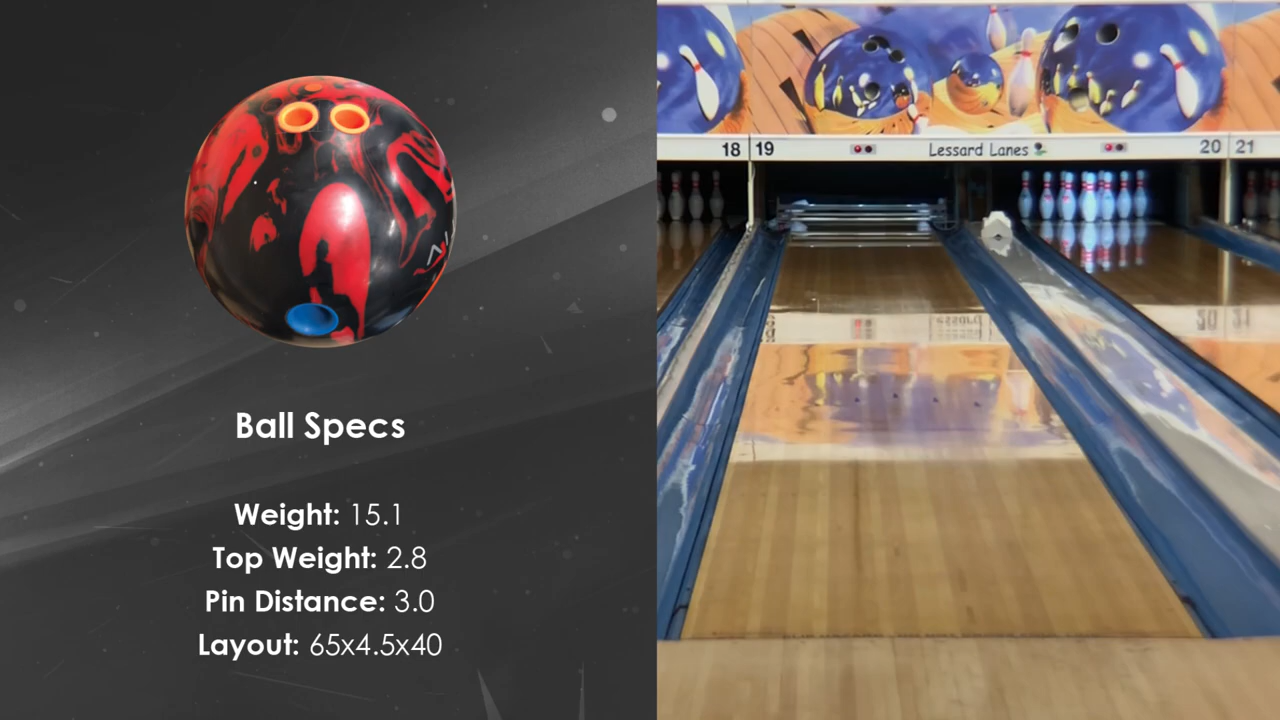 Ball Specs
Weight: 15.1
Top Weight: 2.8
Pin Distance: 3.0
Layout: 65x4.5x40
18 19 Lessard Lanes 20 21